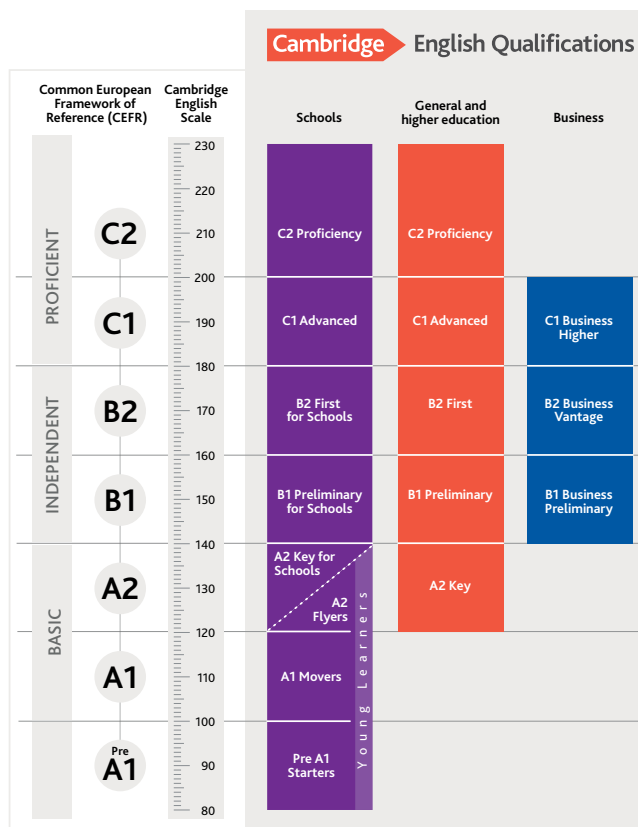 Cambridge English Qualifications
Common European
Framework of
Reference (CEFR)
Cambridge
English
Scale
Schools
General and
higher education
Business
PROFICIENT
INDEPENDENT
BASIC
C2
C1
B2
B1
A2
A1
Pre
A1
230
220
210
200
190
180
170
160
150
140
130
120
110
100
90
80
C2 Proficiency
C1 Advanced
B2 First
for Schools
B1 Preliminary
for Schools
A2 Key for
Schools
A2
Flyers
A1 Movers
Pre A1
Starters
Young Learners
C2 Proficiency
C1 Advanced
B2 First
B1 Preliminary
A2 Key
C1 Business
Higher
B2 Business
Vantage
B1 Business
Preliminary